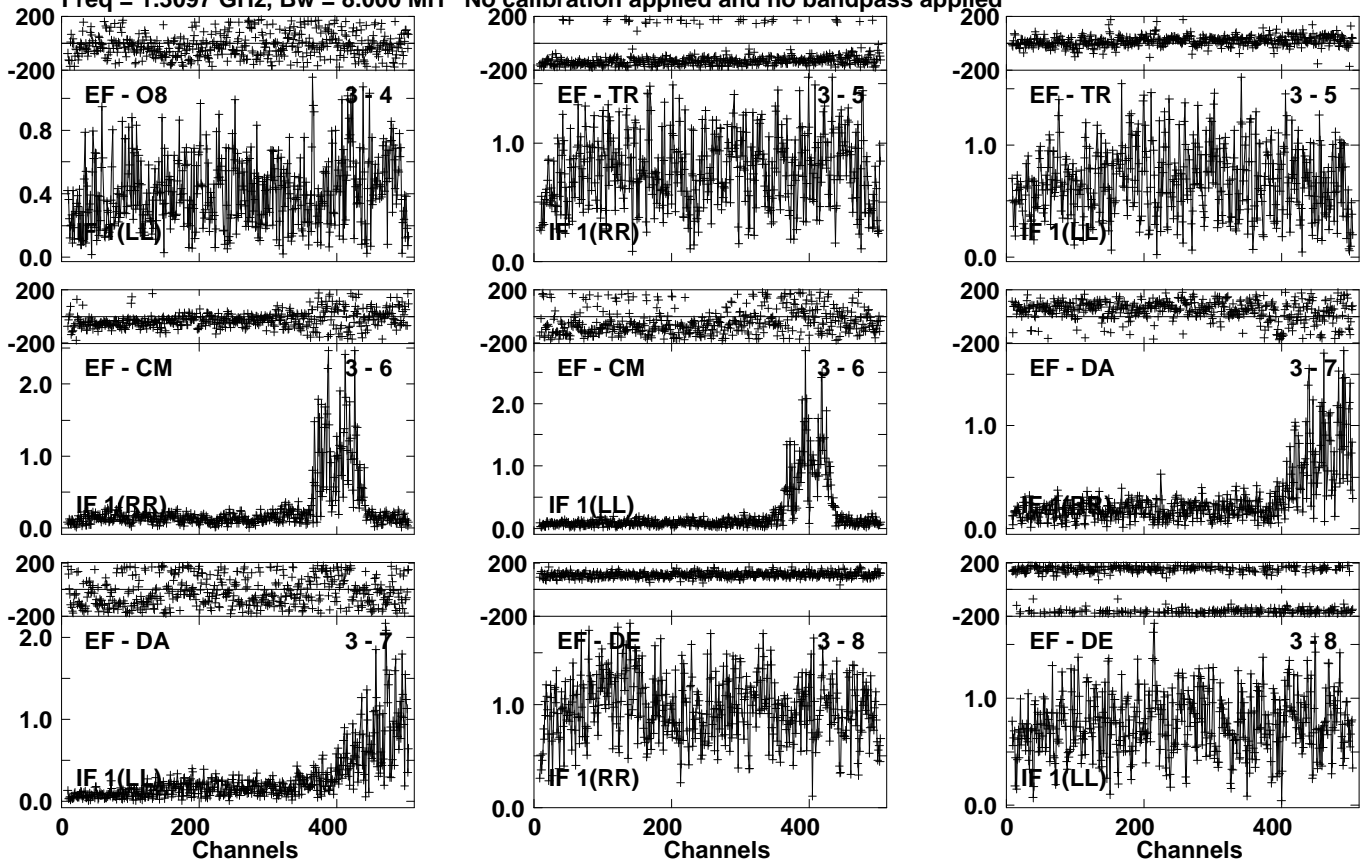 Freq = 1.3097 GHz, Bw = 8.000 MH No calibration applied and no bandpass applied
200
-200
EF - O8 3 - 4
0.8
0.4
0.0
IF 1(LL)
200
-200
EF - TR 3 - 5
1.0
0.0
IF 1(RR)
200
-200
EF - TR 3 - 5
1.0
0.0
IF 1(LL)
200
-200
EF - CM 3 - 6
2.0
1.0
0.0
IF 1(RR)
200
-200
EF - CM 3 - 6
2.0
1.0
0.0
IF 1(LL)
200
-200
EF - DA 3 - 7
1.0
0.0
IF 1(RR)
200
-200
EF - DA 3 - 7
2.0
1.0
0.0
IF 1(LL)
0 200 400
Channels
200
-200
EF - DE 3 - 8
1.0
0.0
IF 1(RR)
0 200 400
Channels
200
-200
EF - DE 3 - 8
1.0
0.0
IF 1(LL)
0 200 400
Channels